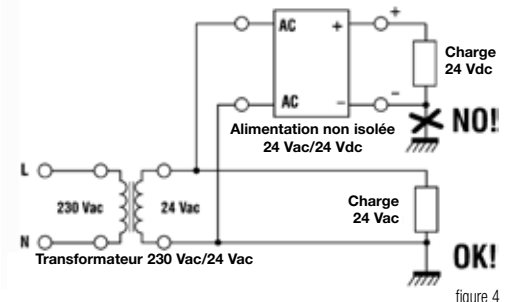 +
AC +
Charge
24 Vdc
AC −
−
NO!
Alimentation non isolée
24 Vac/24 Vdc
L
230 Vac
24 Vac
Charge
24 Vac
N
Transformateur 230 Vac/24 Vac
OK!
figure 4